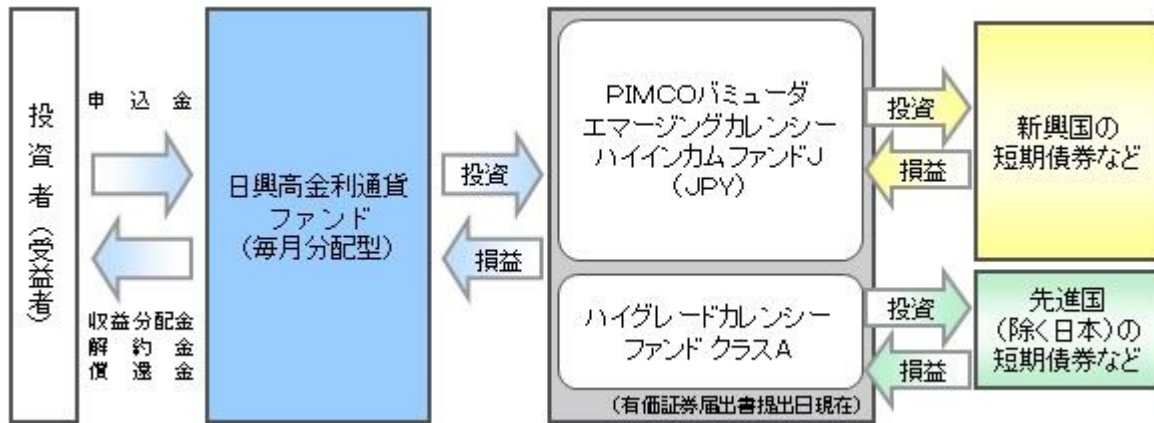 投資者(受益者)
申込金
収益分配金
解約金
償還金
日興高金利通貨
ファンド
(毎月分配型)
投資
損益
PIMCOバミューダ
エマージングカレンシー
ハイインカムファンドJ
(JPY)
ハイグレードカレンシー
ファンド クラスA
(有価証券届出書提出日現在)
投資
損益
新興国の
短期債券など
投資
損益
先進国
(除く日本)の
短期債券など